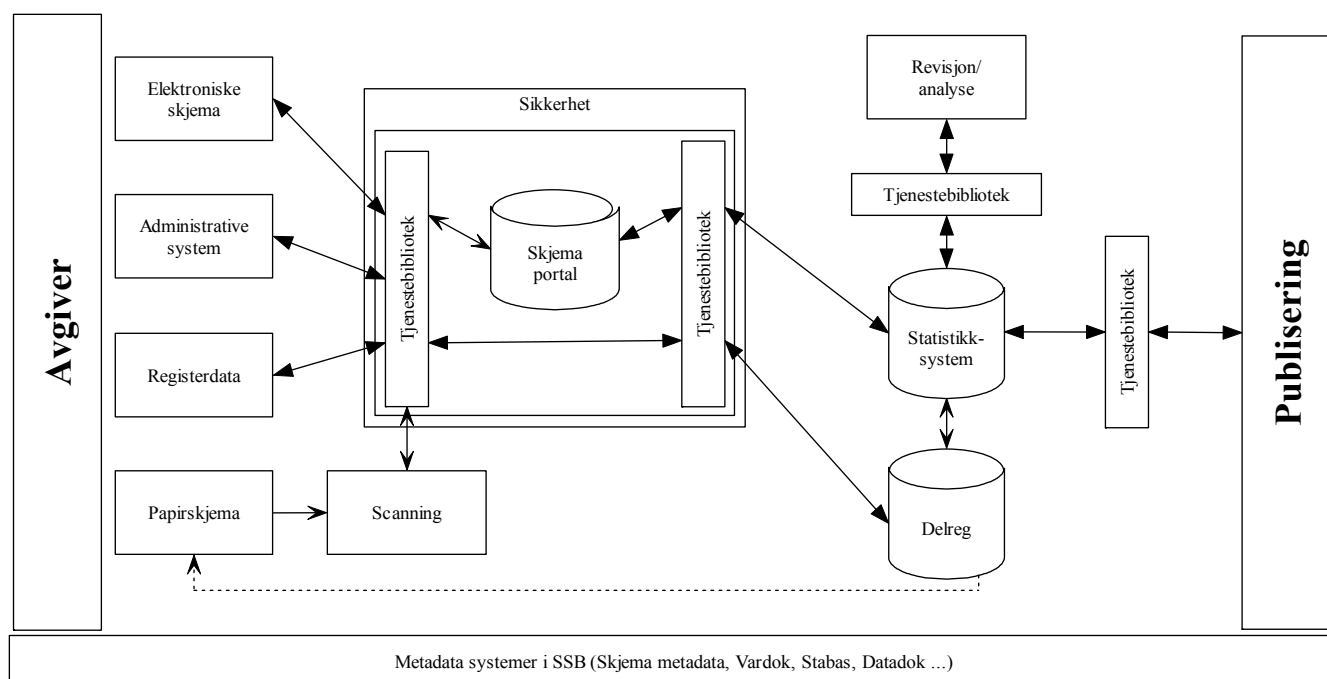 Avgiver
Elektroniske
skjema
Administrative
system
Registerdata
Papirskjema
Scanning
Sikkerhet
Tjenestebibliotek
Skjema
portal
Tjenestebibliotek
Revisjon/
analyse
Tjenestebibliotek
Statistikk-
system
Delreg
Tjenestebibliotek
Publisering
Metadata systemer i SSB (Skjema metadata, Vardok, Stabas, Datadok ...)